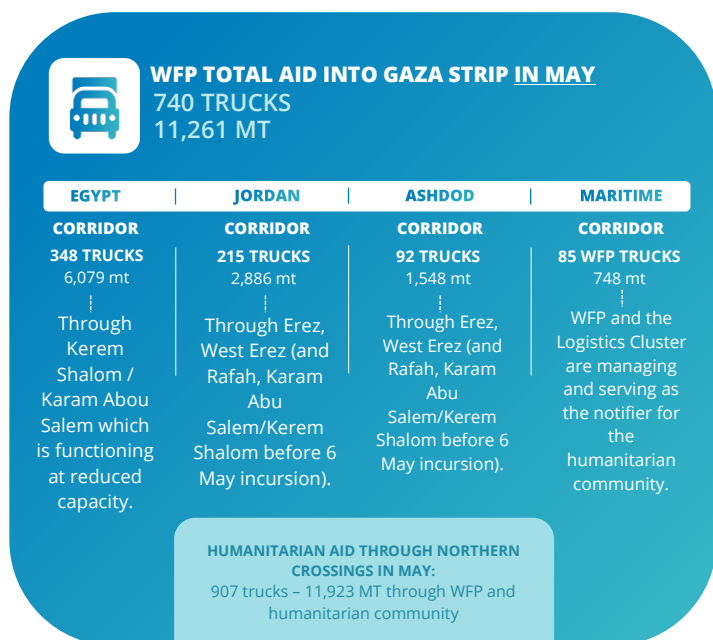 WFP TOTAL AID INTO GAZA STRIP IN MAY
740 TRUCKS
11,261 MT
EGYPT | JORDAN | ASHDOD | MARITIME
CORRIDOR
348 TRUCKS
6,079 mt
Through
Kerem
Shalom /
Karam Abou
Salem which
is functioning
at reduced
capacity.
CORRIDOR
215 TRUCKS
2,886 mt
Through Erez,
West Erez (and
Rafah, Karam
Abu
Salem/Kerem
Shalom before 6
May incursion).
CORRIDOR
92 TRUCKS
1,548 mt
Through Erez,
West Erez (and
Rafah, Karam
Abu
Salem/Kerem
Shalom before 6
May incursion).
CORRIDOR
85 WFP TRUCKS
748 mt
WFP and the
Logistics Cluster
are managing
and serving as
the notifier for
the
humanitarian
community.
HUMANITARIAN AID THROUGH NORTHERN
CROSSINGS IN MAY:
907 trucks – 11,923 MT through WFP and
humanitarian community